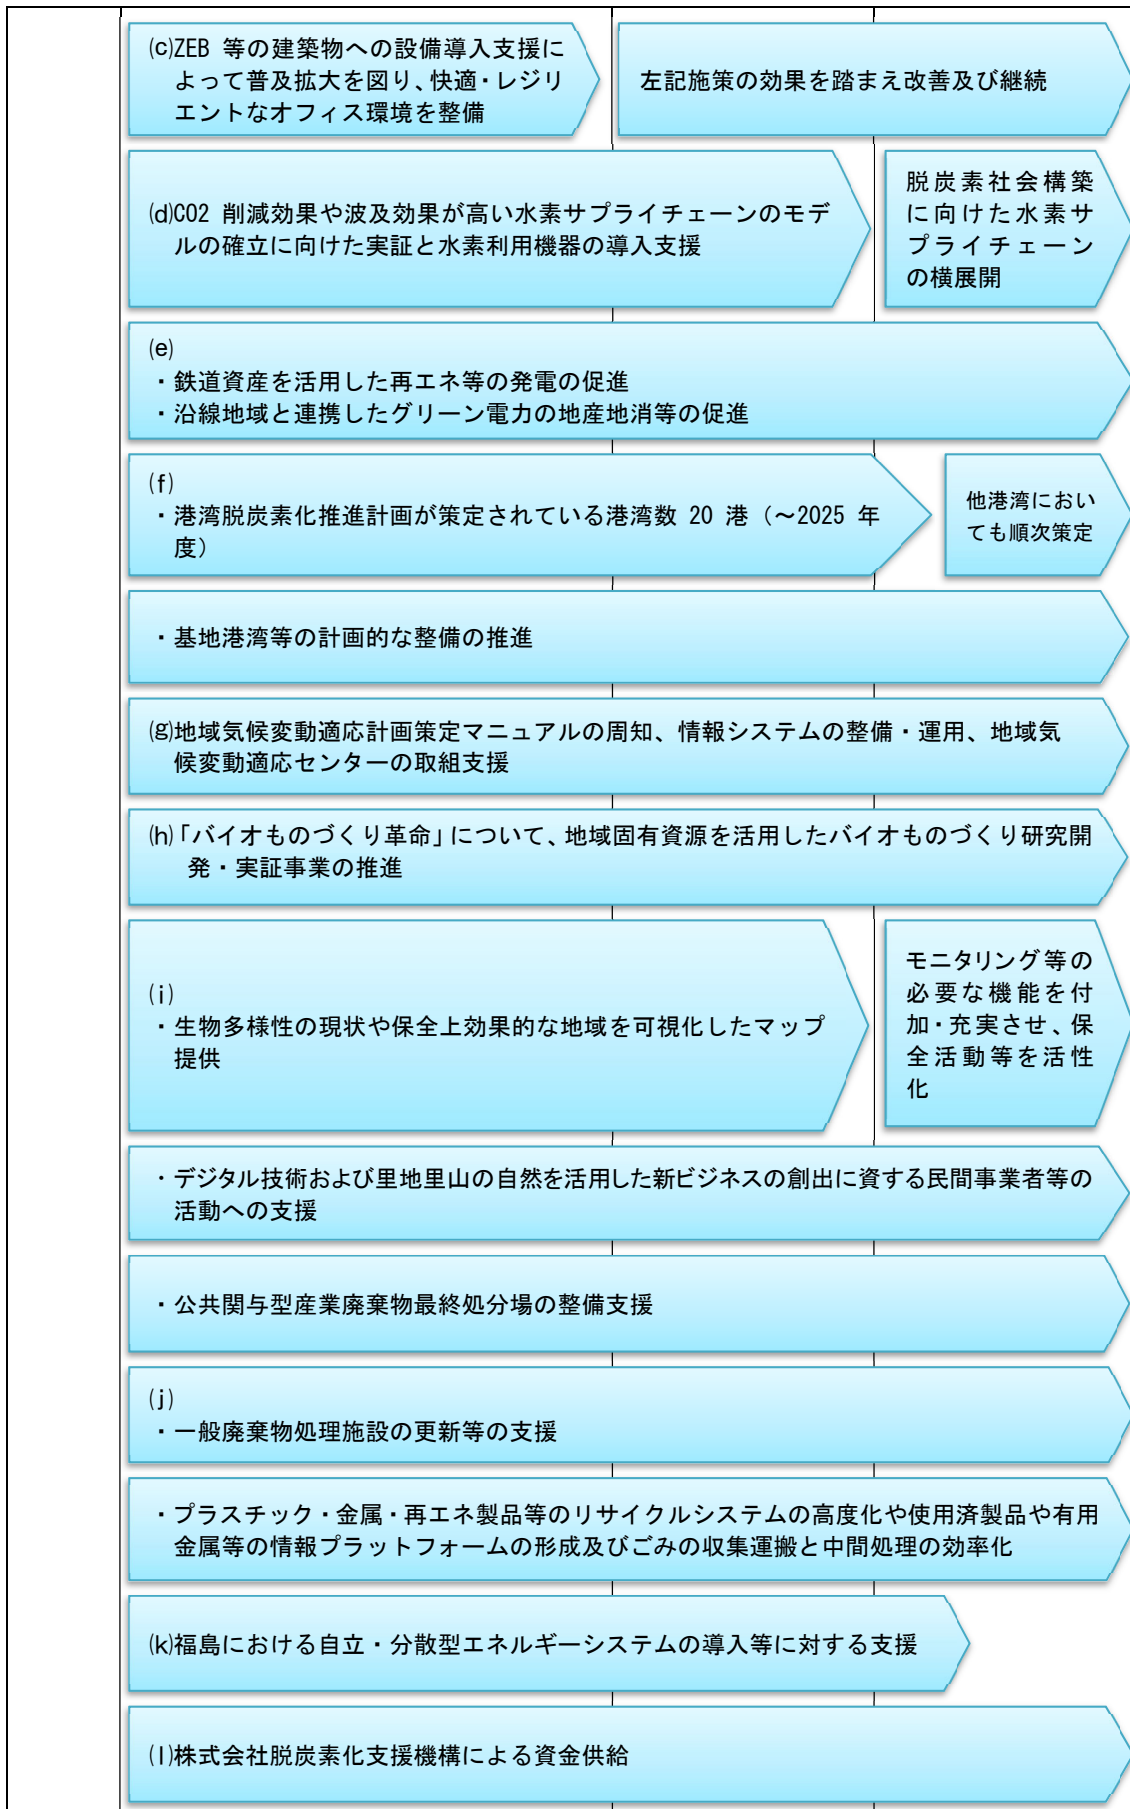 (c)ZEB 等の建築物への設備導入支援に
よって普及拡大を図り、快適・レジリ
エントなオフィス環境を整備
左記施策の効果を踏まえ改善及び継続
(d)CO2 削減効果や波及効果が高い水素サプライチェーンのモデ
ルの確立に向けた実証と水素利用機器の導入支援
脱炭素社会構築
に向けた水素サ
プライチェーン
の横展開
(e)
・鉄道資産を活用した再エネ等の発電の促進
・沿線地域と連携したグリーン電力の地産地消等の促進
(f)
・港湾脱炭素化推進計画が策定されている港湾数 20 港（～2025 年
度）
他港湾におい
ても順次策定
・基地港湾等の計画的な整備の推進
(g)地域気候変動適応計画策定マニュアルの周知、情報システムの整備・運用、地域気
候変動適応センターの取組支援
(h)「バイオものづくり革命」について、地域固有資源を活用したバイオものづくり研究開
発・実証事業の推進
(i)
・生物多様性の現状や保全上効果的な地域を可視化したマップ
提供
モニタリング等の
必要な機能を付
加・充実させ、保
全活動等を活性
化
・デジタル技術および里地里山の自然を活用した新ビジネスの創出に資する民間事業者等の
活動への支援
・公共関与型産業廃棄物最終処分場の整備支援
(j)
・一般廃棄物処理施設の更新等の支援
・プラスチック・金属・再エネ製品等のリサイクルシステムの高度化や使用済製品や有用
金属等の情報プラットフォームの形成及びごみの収集運搬と中間処理の効率化
(k)福島における自立・分散型エネルギーシステムの導入等に対する支援
(l)株式会社脱炭素化支援機構による資金供給